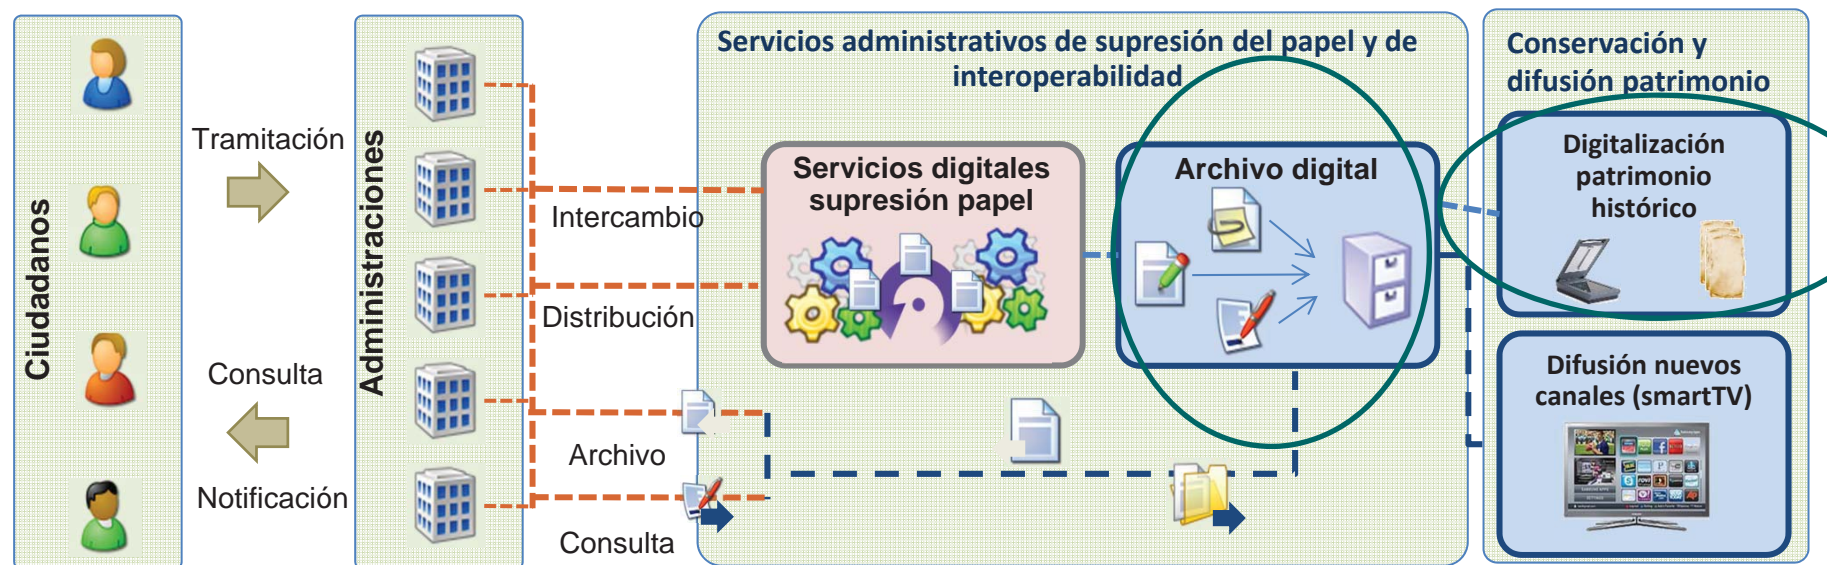 Ciudadanos
Tramitación
Consulta
Notificación
Administraciones
Intercambio
Distribución
Archivo
Consulta
Servicios administrativos de supresión del papel y de
interoperabilidad
Servicios digitales
supresión papel
Archivo digital
Conservación y
difusión patrimonio
Digitalización
patrimonio
histórico
Difusión nuevos
canales (smartTV)